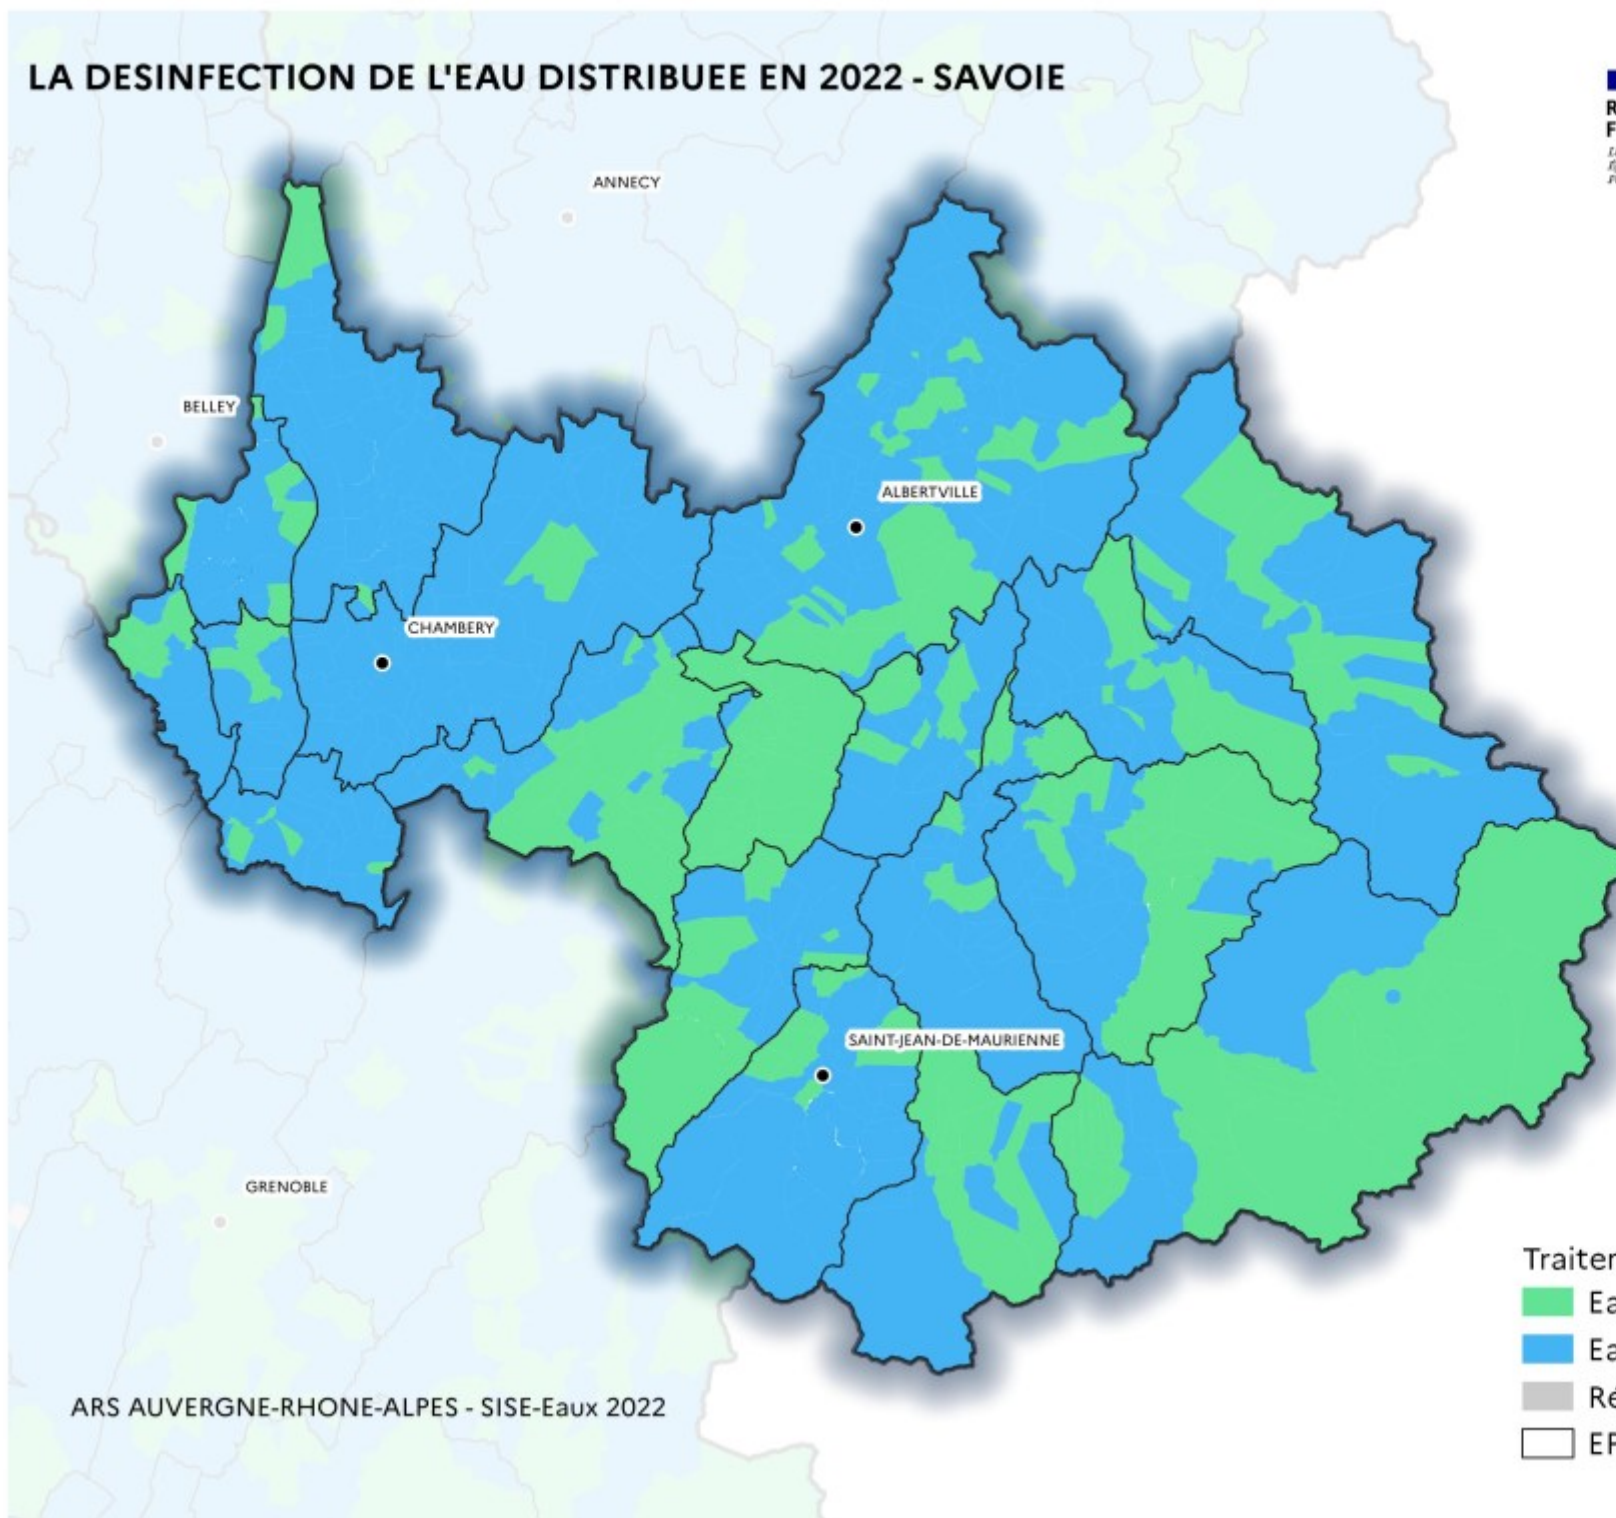 LA DESINFECTION DE L'EAU DISTRIBUEE EN 2022 - SAVOIE
ANNECY
BELLEY
ALBERTVILLE
CHAMBERY
SAINT-JEAN-DE-MAURIENNE
GRENOBLE
ARS AUVERGNE-RHONE-ALPES - SISE-Eaux 2022